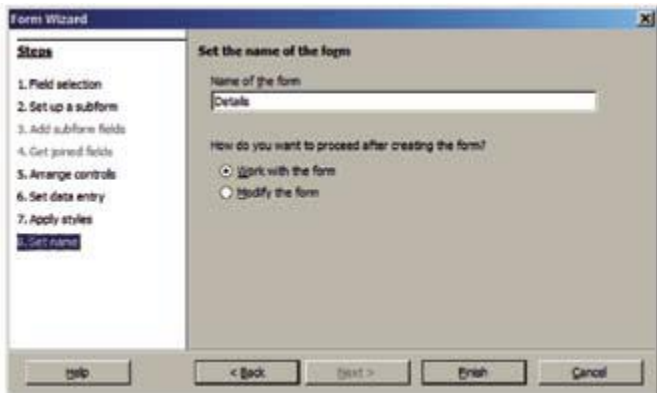 Form Wizard
Steps
1. Field selection
2. Set up a subform
3. Add subform fields
4. Get joined fields
5. Arrange controls
6. Set data entry
7. Apply styles
8. Set name
Set the name of the form
Name of the form
Details
How do you want to proceed after creating the form?
Work with the form
Modify the form
Help
< Back
Next >
Finish
Cancel